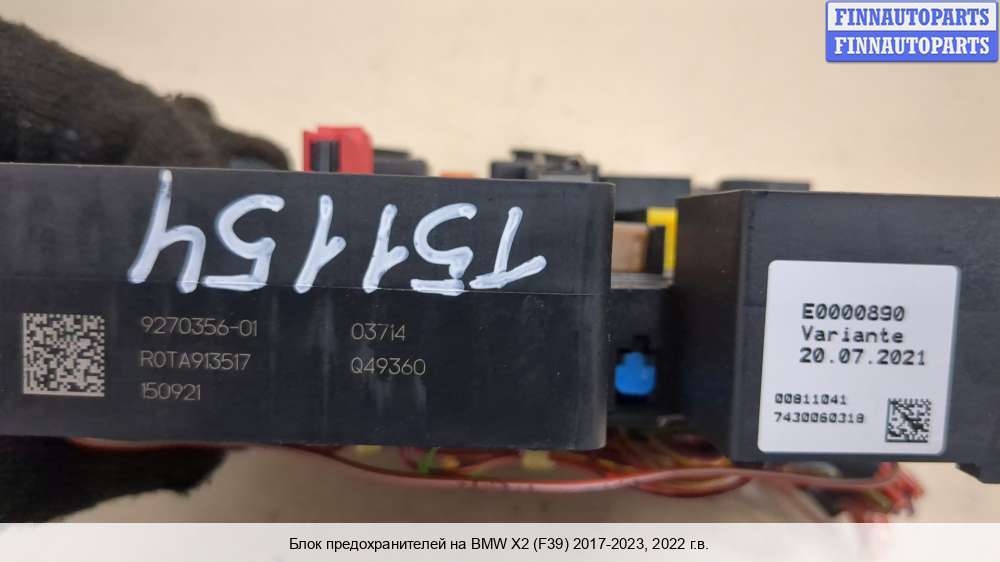 FINNAUTOPARTS
FINNAUTOPARTS
T51154
9270356-01
R0TA913517
150921
03714
Q49360
E0000890
Variante
20.07.2021
00811041
7430060318
Блок предохранителей на BMW X2 (F39) 2017-2023, 2022 г.в.